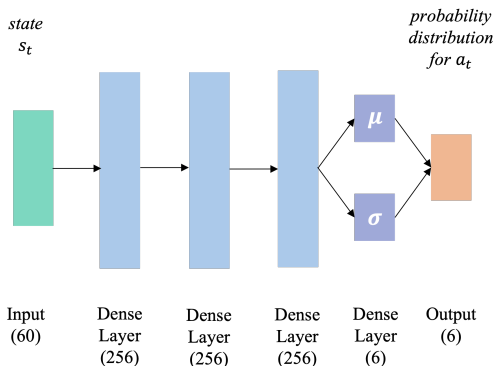 state
s_t
probability
distribution
for a_t
μ
σ
Input
(60)
Dense
Layer
(256)
Dense
Layer
(256)
Dense
Layer
(256)
Dense
Layer
(6)
Output
(6)